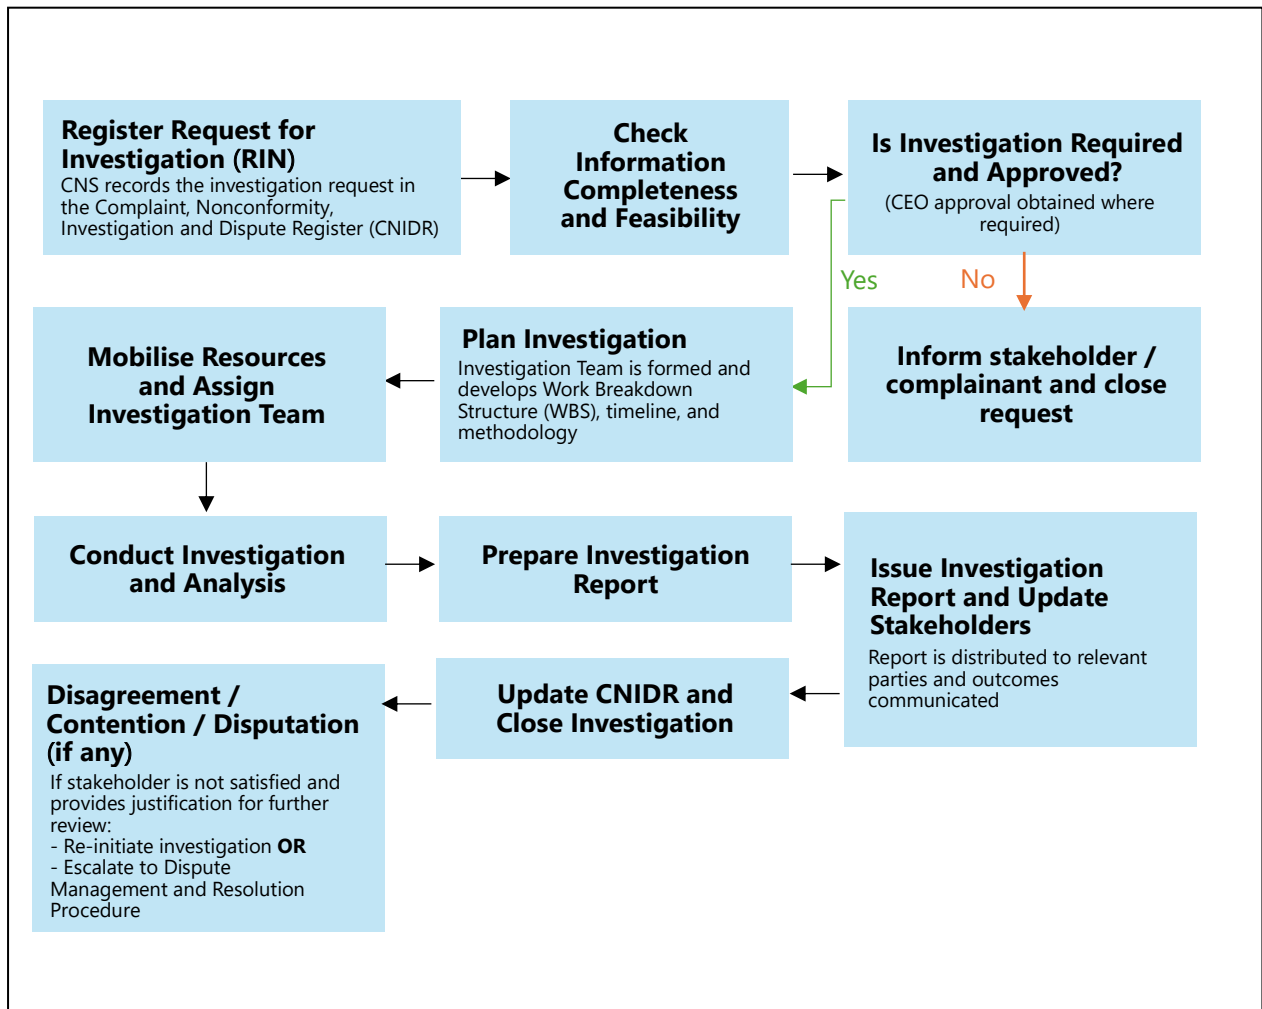 Register Request for
Investigation (RIN)
CNS records the investigation request in
the Complaint, Nonconformity,
Investigation and Dispute Register (CNIDR)
Check
Information
Completeness
and Feasibility
Is Investigation Required
and Approved?
(CEO approval obtained where
required)
Yes
No
Inform stakeholder /
complainant and close
request
Plan Investigation
Investigation Team is formed and
develops Work Breakdown
Structure (WBS), timeline, and
methodology
Mobilise Resources
and Assign
Investigation Team
Conduct Investigation
and Analysis
Prepare Investigation
Report
Issue Investigation
Report and Update
Stakeholders
Report is distributed to relevant
parties and outcomes
communicated
Update CNIDR and
Close Investigation
Disagreement /
Contention / Disputation
(if any)
If stakeholder is not satisfied and
provides justification for further
review:
- Re-initiate investigation OR
- Escalate to Dispute
Management and Resolution
Procedure